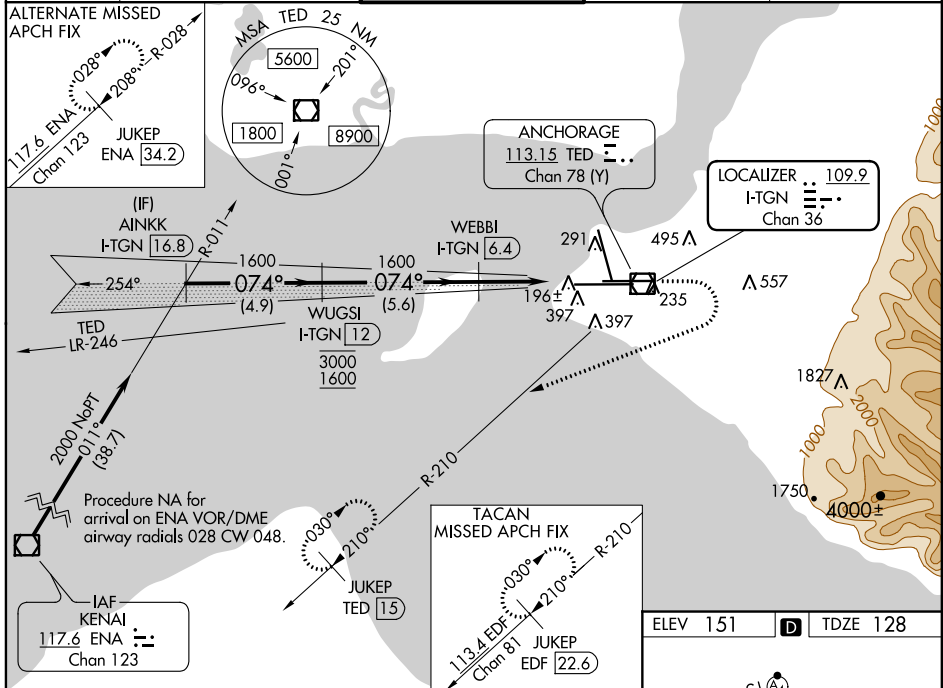 ALTERNATE MISSED
APCH FIX
028°
208°
R-028
117.6 ENA
Chan 123
JUKEP
ENA 34.2
MSA TED 25 NM
5600
096°
201°
1800
8900
001°
ANCHORAGE
113.15 TED
Chan 78 (Y)
LOCALIZER 109.9
I-TGN
Chan 36
1000
(IF)
AINKK
I-TGN 16.8
R-011
WEBBI
I-TGN 6.4
291
495
1600
1600
254°
074°
074°
(4.9)
(5.6)
196±
235
557
397
397
TED
LR-246
WUGSI
I-TGN 12
3000
1600
1827
2000
1000
2000 NoPT
011°
(38.7)
R-210
1750
4000±
Procedure NA for
arrival on ENA VOR/DME
airway radials 028 CW 048.
030°
210°
JUKEP
TED 15
TACAN
MISSED APCH FIX
R-210
030°
210°
113.4 EDF
Chan 81
JUKEP
EDF 22.6
IAF
KENAI
117.6 ENA
Chan 123
ELEV 151
D
TDZE 128